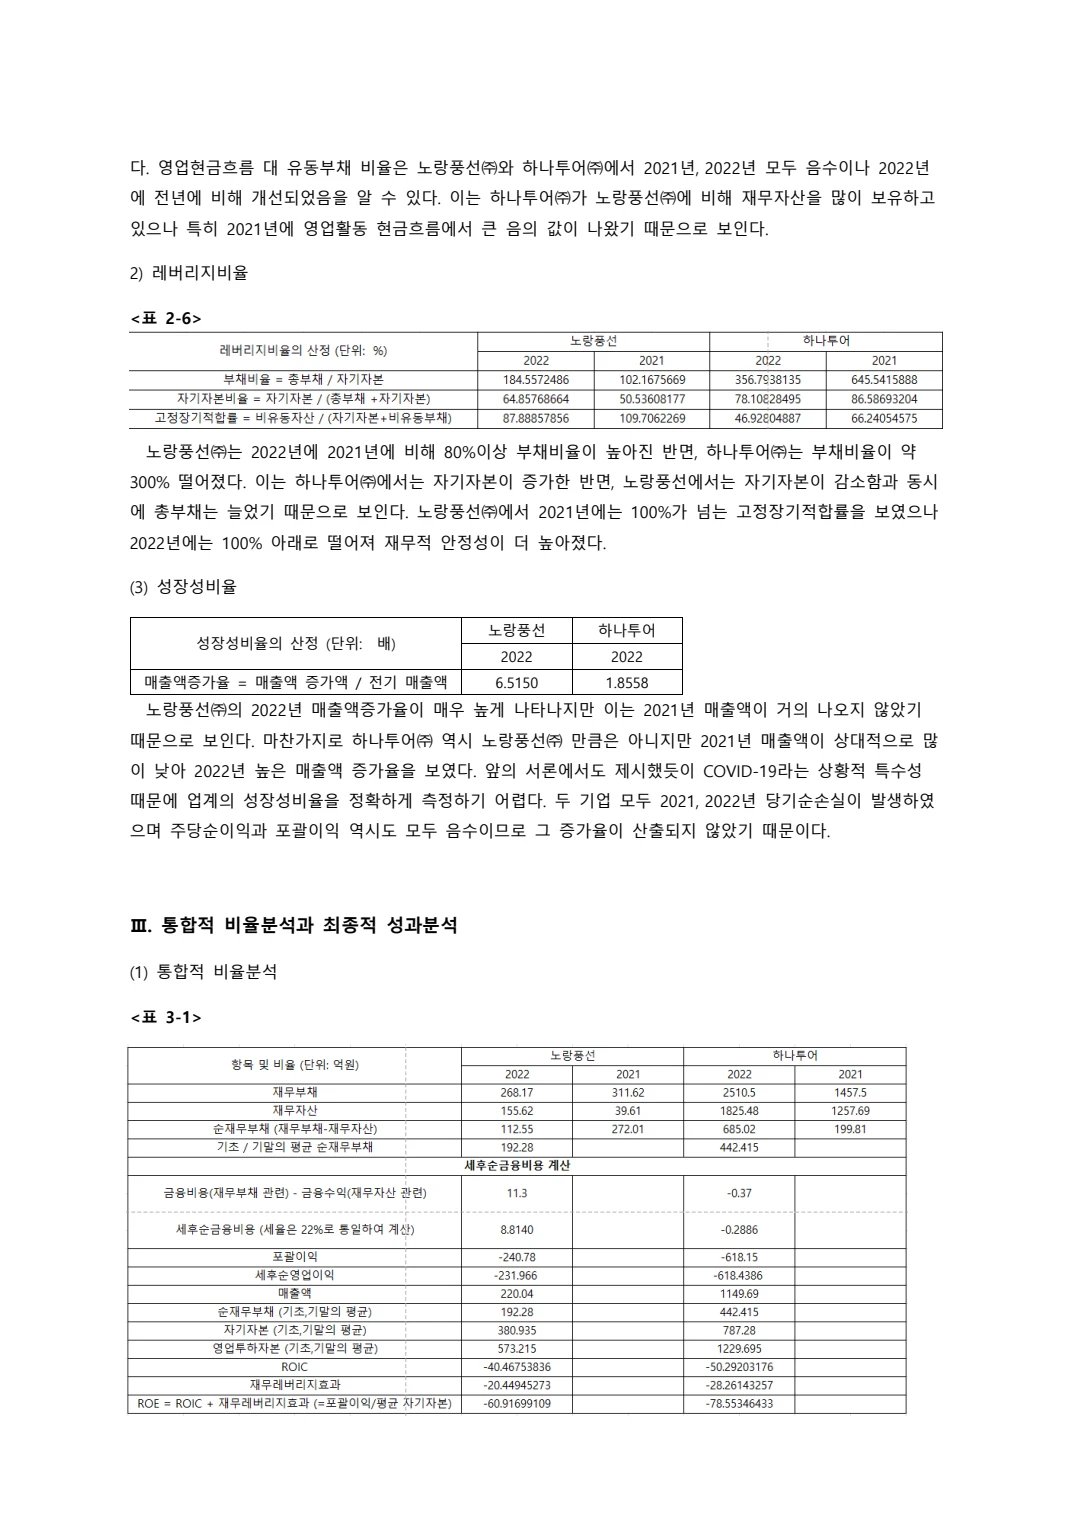 다. 영업현금흐름 대 유동부채 비율은 노랑풍선㈜와 하나투어㈜에서 2021년, 2022년 모두 음수이나 2022년
에 전년에 비해 개선되었음을 알 수 있다. 이는 하나투어㈜가 노랑풍선㈜에 비해 재무자산을 많이 보유하고
있으나 특히 2021년에 영업활동 현금흐름에서 큰 음의 값이 나왔기 때문으로 보인다.
2) 레버리지비율
<표 2-6>
레버리지비율의 산정 (단위: %) 노랑풍선 하나투어
2022 2021 2022 2021
부채비율 = 총부채 / 자기자본 184.5572486 102.1675669 356.7938135 645.5415888
자기자본비율 = 자기자본 / (총부채 +자기자본) 64.85768664 50.53608177 78.10828495 86.58693204
고정장기적합률 = 비유동자산 / (자기자본+비유동부채) 87.88857856 109.7062269 46.92804887 66.24054575
노랑풍선㈜는 2022년에 2021년에 비해 80%이상 부채비율이 높아진 반면, 하나투어㈜는 부채비율이 약
300% 떨어졌다. 이는 하나투어㈜에서는 자기자본이 증가한 반면, 노랑풍선에서는 자기자본이 감소함과 동시
에 총부채는 늘었기 때문으로 보인다. 노랑풍선㈜에서 2021년에는 100%가 넘는 고정장기적합률을 보였으나
2022년에는 100% 아래로 떨어져 재무적 안정성이 더 높아졌다.
(3) 성장성비율
성장성비율의 산정 (단위: 배) 노랑풍선 하나투어
2022 2022
매출액증가율 = 매출액 증가액 / 전기 매출액 6.5150 1.8558
노랑풍선㈜의 2022년 매출액증가율이 매우 높게 나타나지만 이는 2021년 매출액이 거의 나오지 않았기
때문으로 보인다. 마찬가지로 하나투어㈜ 역시 노랑풍선㈜ 만큼은 아니지만 2021년 매출액이 상대적으로 많
이 낮아 2022년 높은 매출액 증가율을 보였다. 앞의 서론에서도 제시했듯이 COVID-19라는 상황적 특수성
때문에 업계의 성장성비율을 정확하게 측정하기 어렵다. 두 기업 모두 2021, 2022년 당기순손실이 발생하였
으며 주당순이익과 포괄이익 역시도 모두 음수이므로 그 증가율이 산출되지 않았기 때문이다.
Ⅲ. 통합적 비율분석과 최종적 성과분석
(1) 통합적 비율분석
<표 3-1>
항목 및 비율 (단위: 억원) 노랑풍선 하나투어
2022 2021 2022 2021
재무부채 268.17 311.62 2510.5 1457.5
재무자산 155.62 39.61 1825.48 1257.69
순재무부채 (재무부채-재무자산) 112.55 272.01 685.02 199.81
기초 / 기말의 평균 순재무부채 192.28 442.415
세후순금융비용 계산
금융비용(재무부채 관련) - 금융수익(재무자산 관련) 11.3 -0.37
세후순금융비용 (세율은 22%로 통일하여 계산) 8.8140 -0.2886
포괄이익 -240.78 -618.15
세후순영업이익 -231.966 -618.4386
매출액 220.04 1149.69
순재무부채 (기초,기말의 평균) 192.28 442.415
자기자본 (기초,기말의 평균) 380.935 787.28
영업투하자본 (기초,기말의 평균) 573.215 1229.695
ROIC -40.46753836 -50.29203176
재무레버리지효과 -20.44945273 -28.26143257
ROE = ROIC + 재무레버리지효과 (=포괄이익/평균 자기자본) -60.91699109 -78.55346433